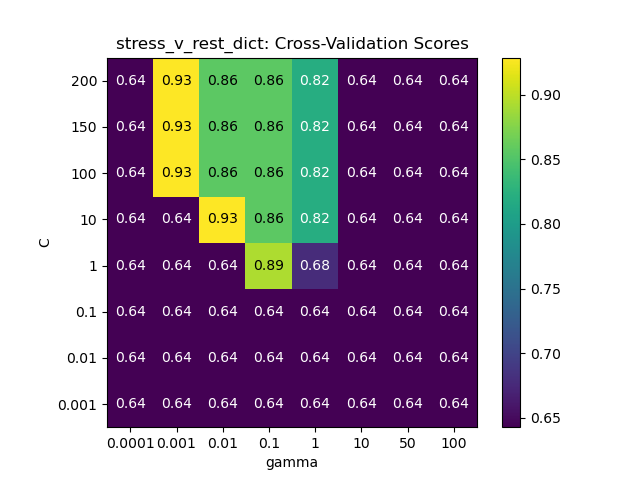 stress_v_rest_dict: Cross-Validation Scores
200 0.64 0.93 0.86 0.86 0.82 0.64 0.64 0.64
150 0.64 0.93 0.86 0.86 0.82 0.64 0.64 0.64
100 0.64 0.93 0.86 0.86 0.82 0.64 0.64 0.64
10 0.64 0.64 0.93 0.86 0.82 0.64 0.64 0.64
1 0.64 0.64 0.64 0.89 0.68 0.64 0.64 0.64
0.1 0.64 0.64 0.64 0.64 0.64 0.64 0.64 0.64
0.01 0.64 0.64 0.64 0.64 0.64 0.64 0.64 0.64
0.001 0.64 0.64 0.64 0.64 0.64 0.64 0.64 0.64
0.0001 0.001 0.01 0.1 1 10 50 100
gamma
C
0.90
0.85
0.80
0.75
0.70
0.65